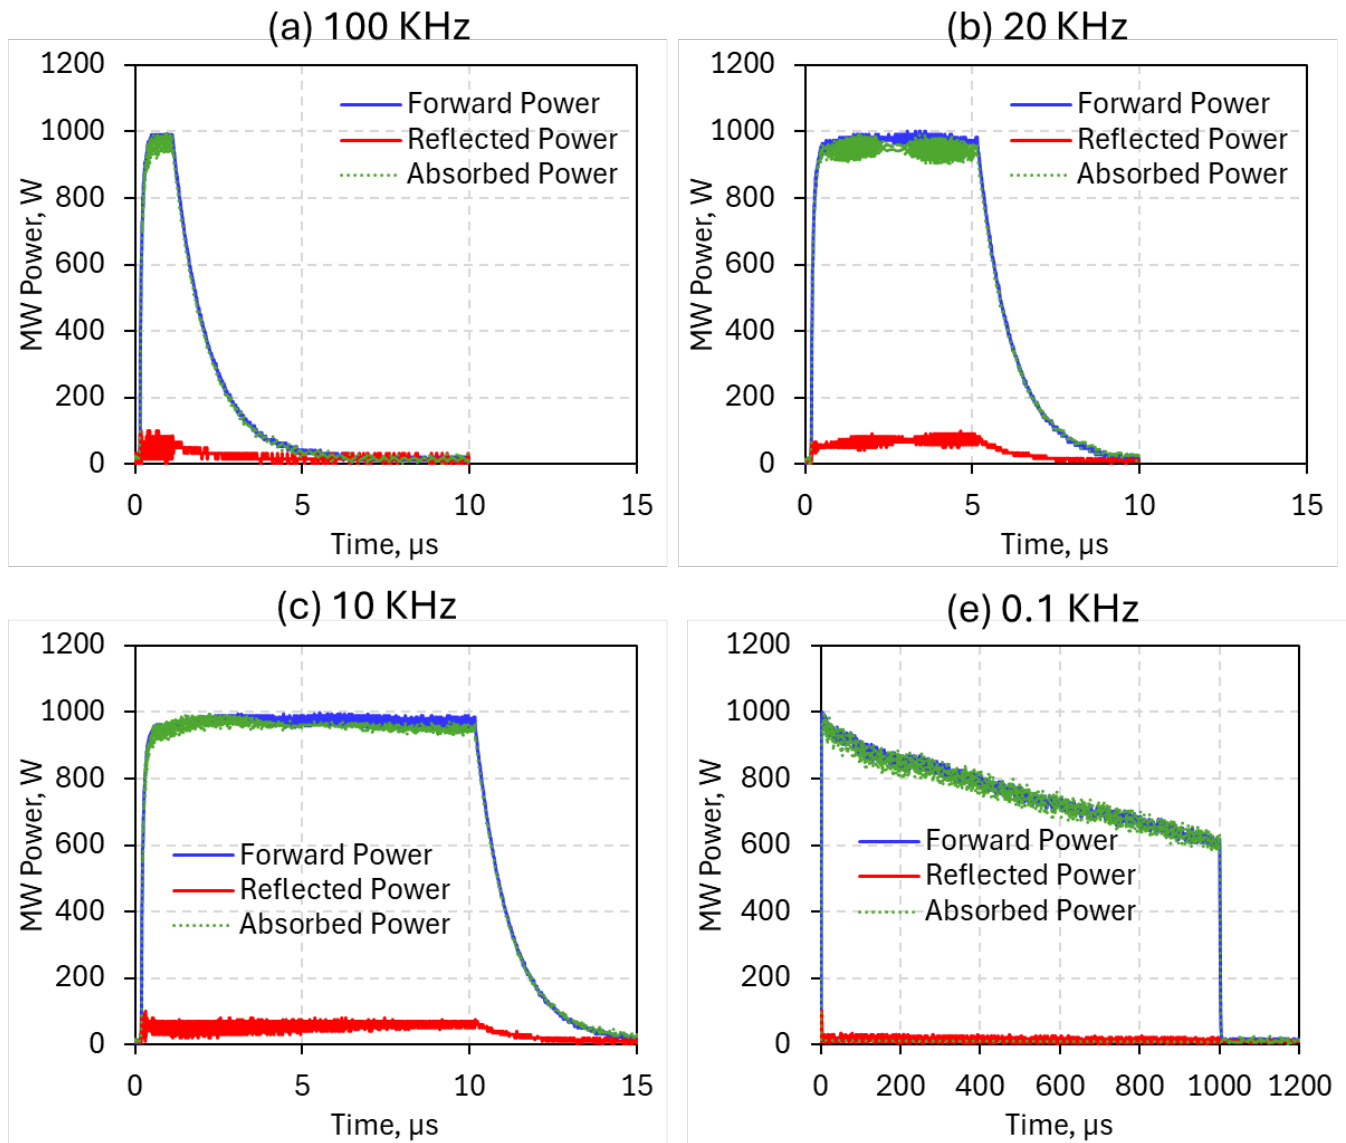 (a) 100 KHz
1200
1000
800
600
400
200
0
MW Power, W
Forward Power
Reflected Power
Absorbed Power
0 5 10 15
Time, µs
(b) 20 KHz
1200
1000
800
600
400
200
0
MW Power, W
Forward Power
Reflected Power
Absorbed Power
0 5 10 15
Time, µs
(c) 10 KHz
1200
1000
800
600
400
200
0
MW Power, W
Forward Power
Reflected Power
Absorbed Power
0 5 10 15
Time, µs
(e) 0.1 KHz
1200
1000
800
600
400
200
0
MW Power, W
Forward Power
Reflected Power
Absorbed Power
0 200 400 600 800 1000 1200
Time, µs